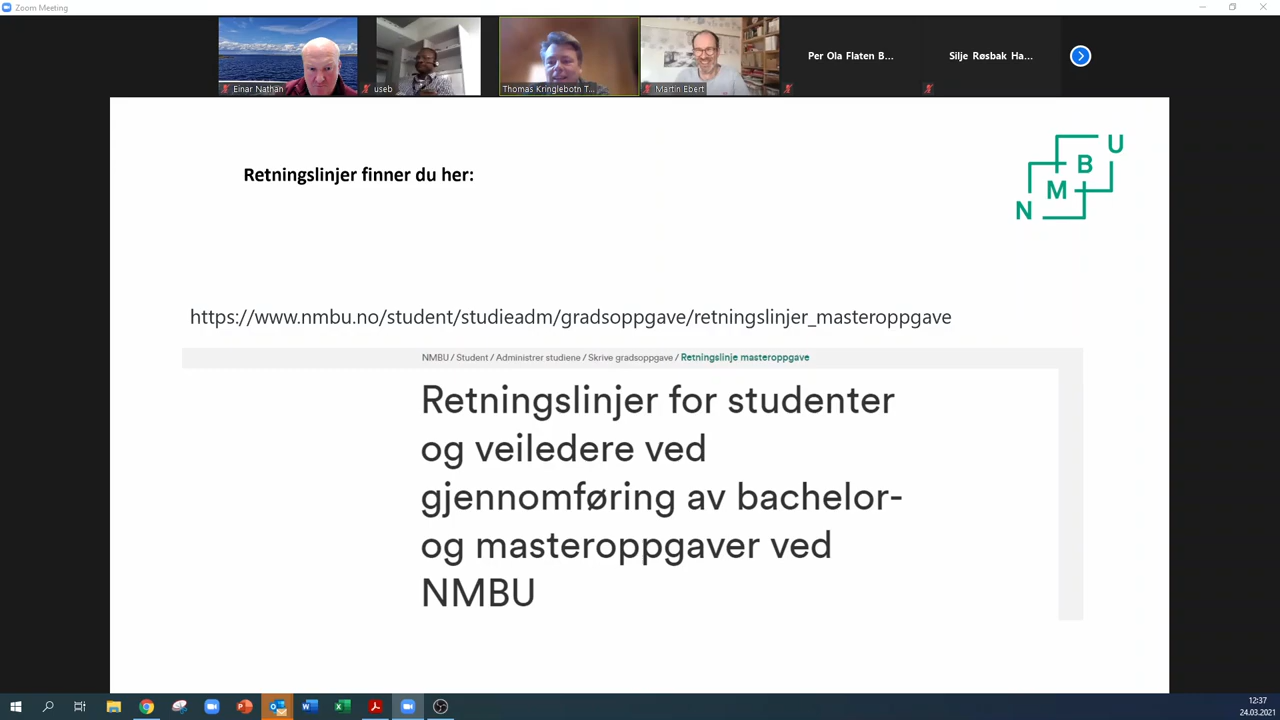 Zoom Meeting
Einar Nathan
useb
Thomas Kringlebotn T...
Martin Ebert
Per Ola Flaten B...
Silje Røsbak Ha...
Retningslinjer finner du her:
N M B U
https://www.nmbu.no/student/studieadm/gradsoppgave/retningslinjer_masteroppgave
NMBU / Student / Administrer studiene / Skrive gradsoppgave / Retningslinje masteroppgave
Retningslinjer for studenter
og veiledere ved
gjennomføring av bachelor-
og masteroppgaver ved
NMBU
12:37
24.03.2021